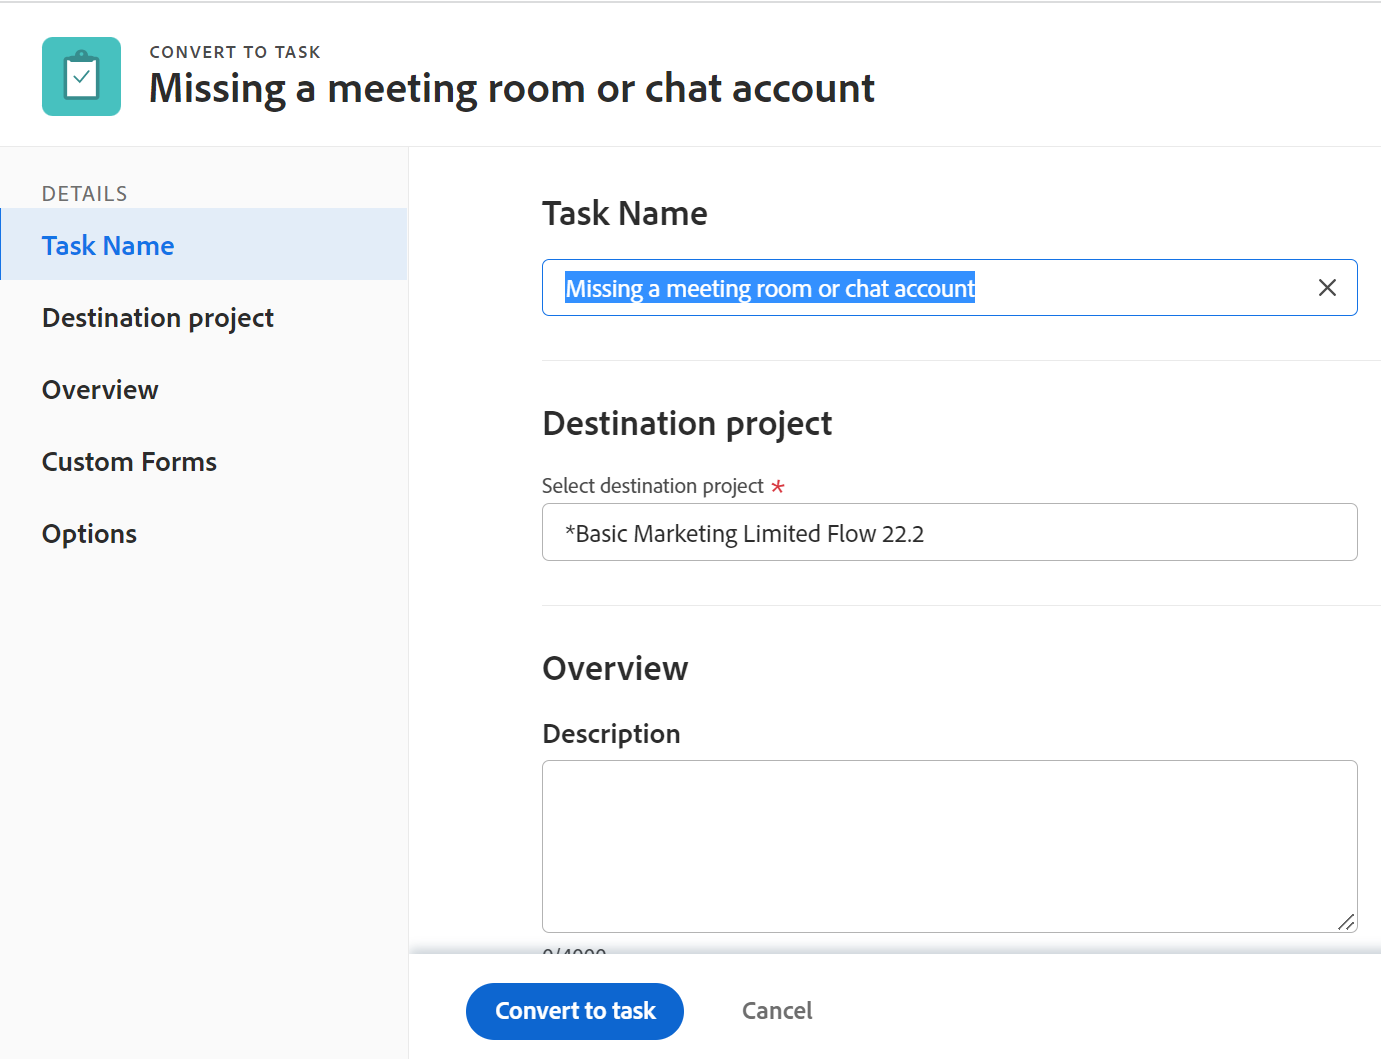 CONVERT TO TASK
Missing a meeting room or chat account
DETAILS
Task Name
Destination project
Overview
Custom Forms
Options
Task Name
Missing a meeting room or chat account
Destination project
Select destination project *
*Basic Marketing Limited Flow 22.2
Overview
Description
0/4000
Convert to task
Cancel